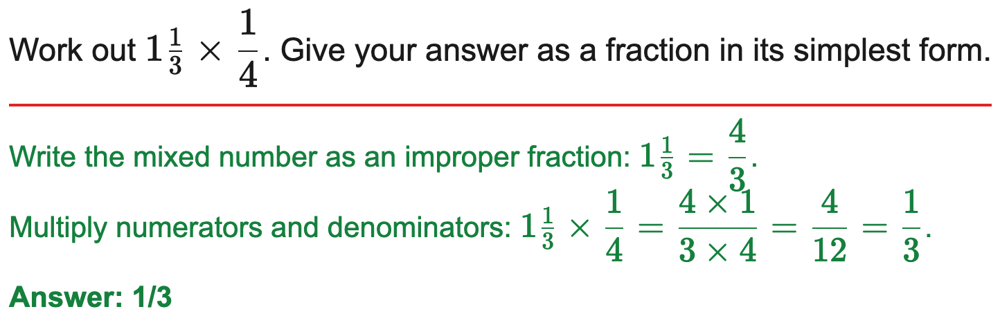 Work out 1 1/3 × 1/4. Give your answer as a fraction in its simplest form.
Write the mixed number as an improper fraction: 1 1/3 = 4/3.
Multiply numerators and denominators: 1 1/3 × 1/4 = (4 × 1)/(3 × 4) = 4/12 = 1/3.
Answer: 1/3